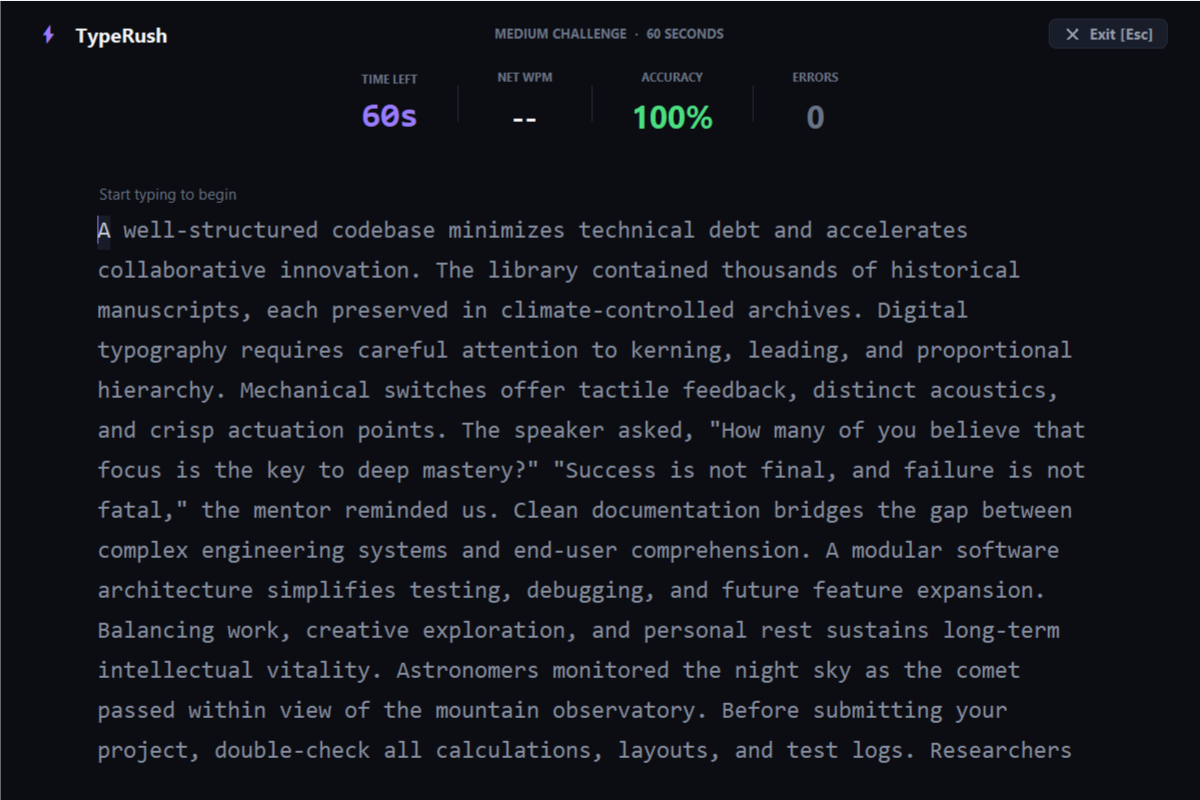 TypeRush
MEDIUM CHALLENGE · 60 SECONDS
Exit [Esc]
TIME LEFT
60s
NET WPM
--
ACCURACY
100%
ERRORS
0
Start typing to begin
A well-structured codebase minimizes technical debt and accelerates
collaborative innovation. The library contained thousands of historical
manuscripts, each preserved in climate-controlled archives. Digital
typography requires careful attention to kerning, leading, and proportional
hierarchy. Mechanical switches offer tactile feedback, distinct acoustics,
and crisp actuation points. The speaker asked, "How many of you believe that
focus is the key to deep mastery?" "Success is not final, and failure is not
fatal," the mentor reminded us. Clean documentation bridges the gap between
complex engineering systems and end-user comprehension. A modular software
architecture simplifies testing, debugging, and future feature expansion.
Balancing work, creative exploration, and personal rest sustains long-term
intellectual vitality. Astronomers monitored the night sky as the comet
passed within view of the mountain observatory. Before submitting your
project, double-check all calculations, layouts, and test logs. Researchers